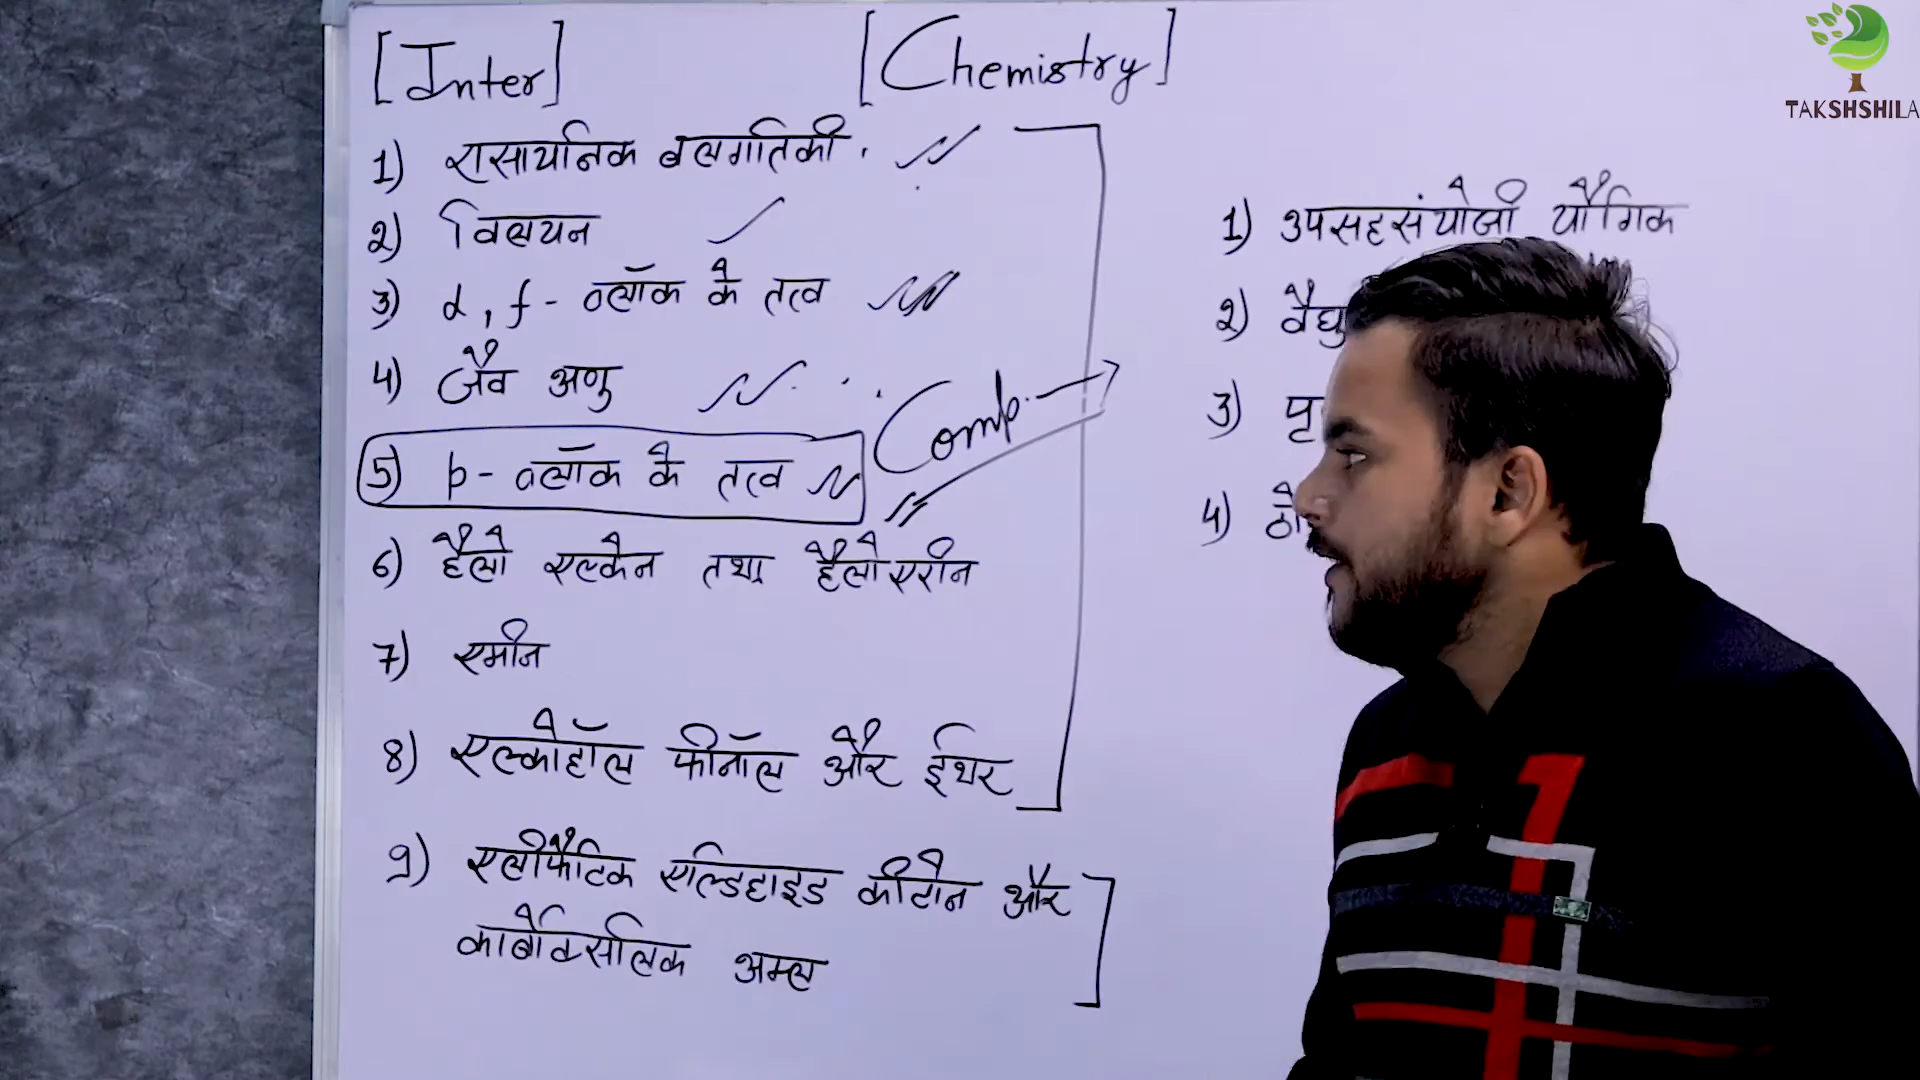 [Inter] [Chemistry]
1) रासायनिक बलगतिकी.
2) विलयन
3) d, f - ब्लॉक के तत्व
4) जैव अणु
Comp.
5) p - ब्लॉक के तत्व
6) हैलो एल्केन तथा हैलोएरीन
7) एमीन
8) एल्कोहॉल फीनॉल और ईथर
9) एलीफैटिक एल्डिहाइड कीटोन और
कार्बोक्सलिक अम्ल
1) उपसहसंयोजी यौगिक
2)
3)
4)
TAKSHSHILA